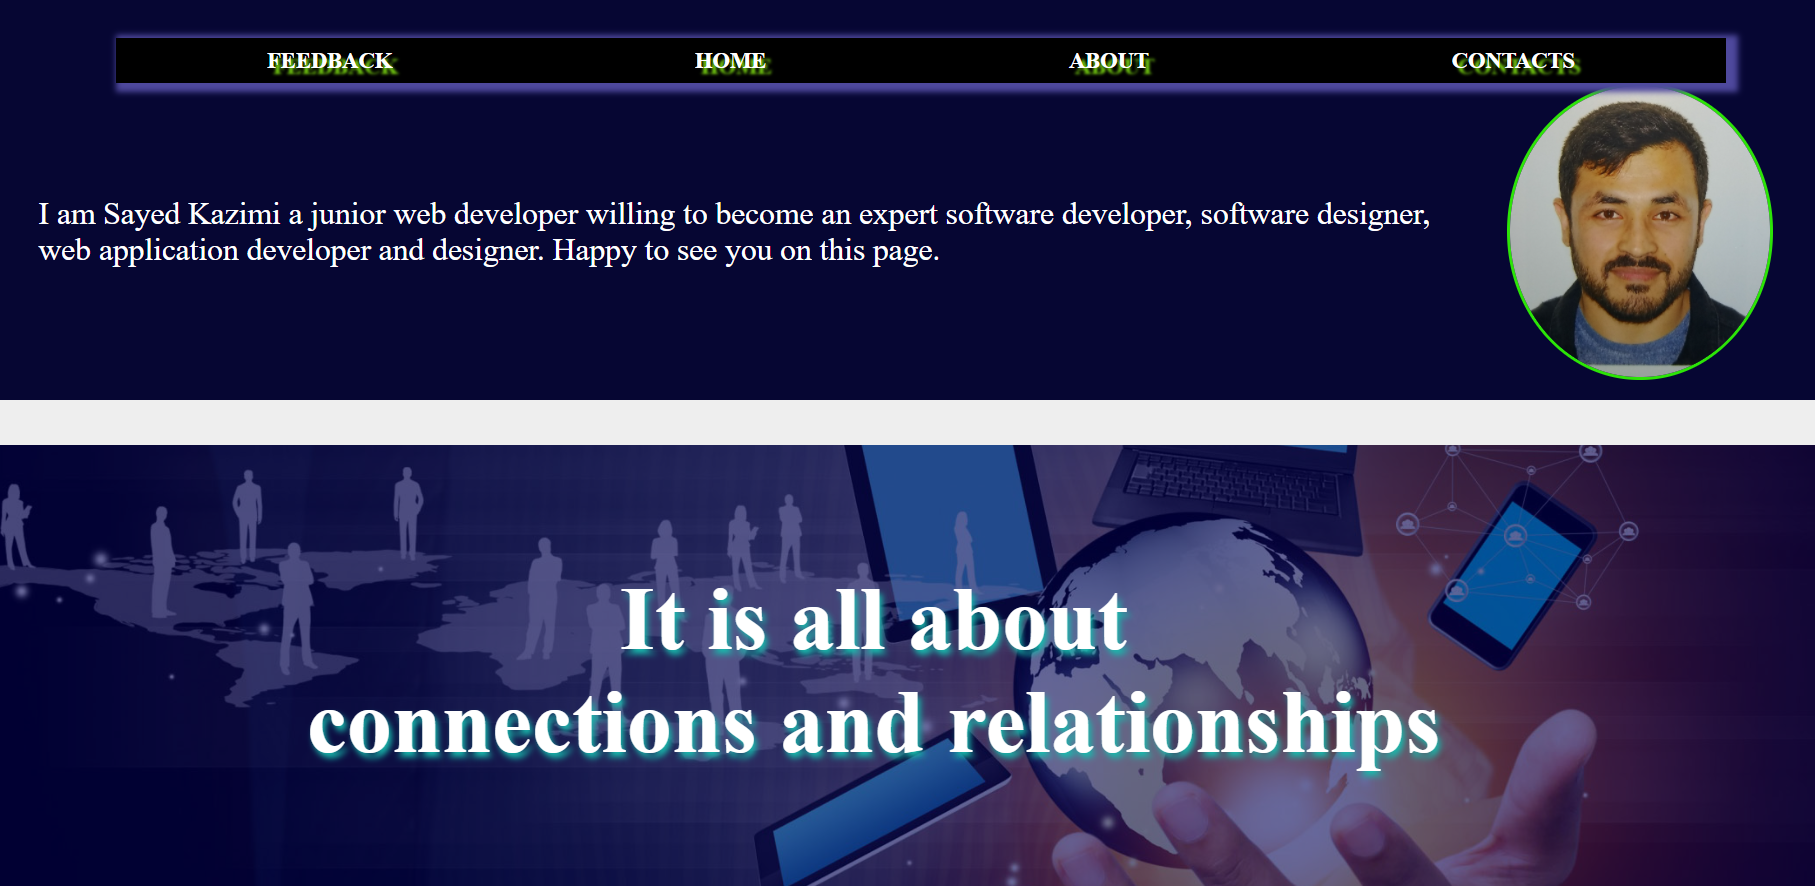 FEEDBACK HOME ABOUT CONTACTS
I am Sayed Kazimi a junior web developer willing to become an expert software developer, software designer,
web application developer and designer. Happy to see you on this page.
It is all about
connections and relationships